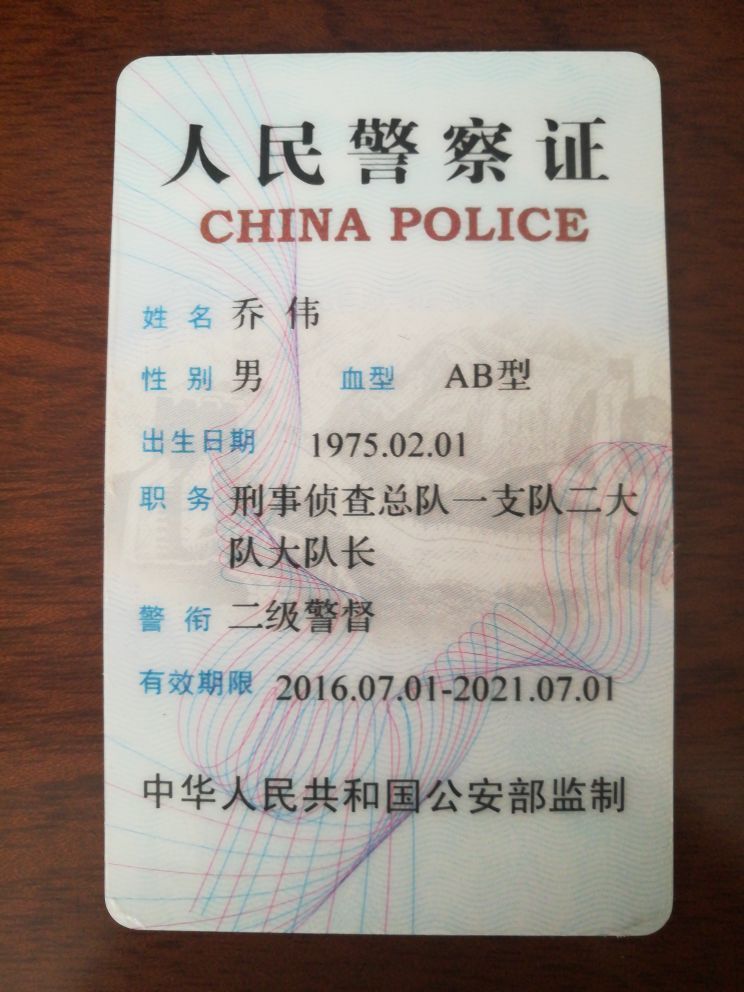 人民警察证
CHINA POLICE
姓名 乔伟
性别 男 血型 AB型
出生日期 1975.02.01
职务 刑事侦查总队一支队二大
队大队长
警衔 二级警督
有效期限 2016.07.01-2021.07.01
中华人民共和国公安部监制